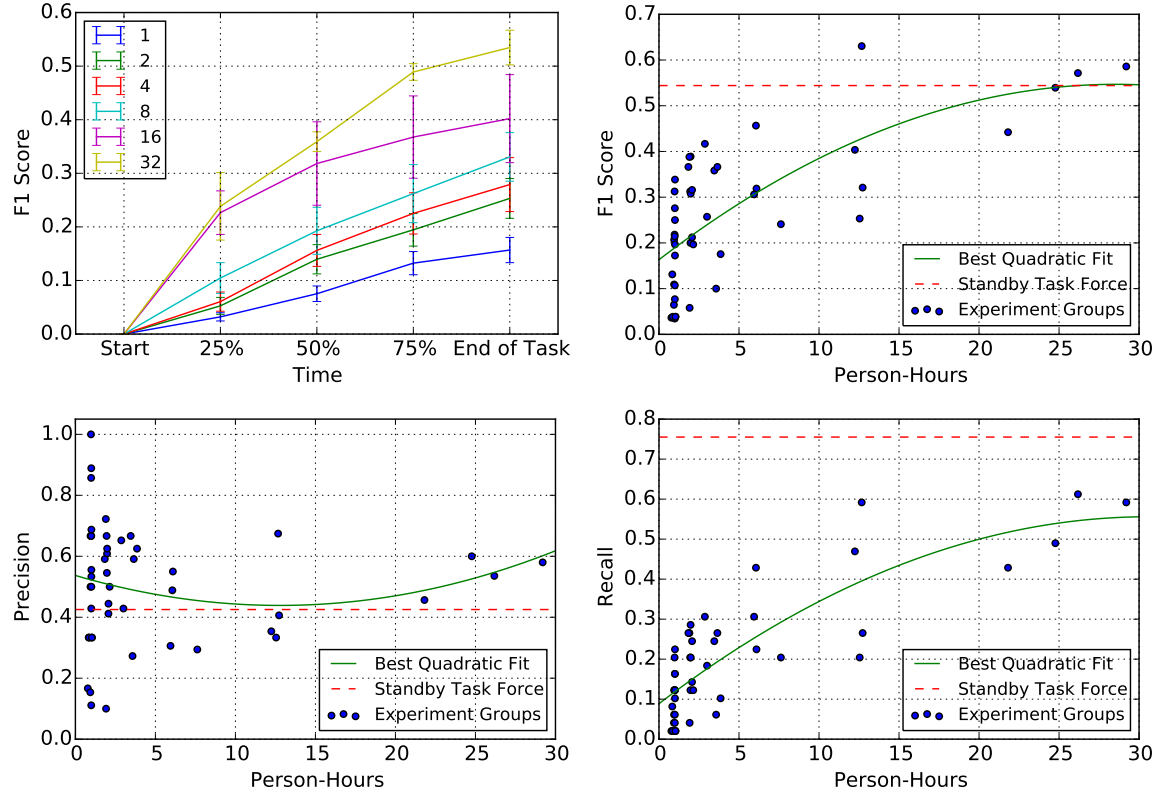 0.6
0.5
0.4
0.3
0.2
0.1
0.0
F1 Score
1
2
4
8
16
32
Start 25% 50% 75% End of Task
Time
0.7
0.6
0.5
0.4
0.3
0.2
0.1
0.0
F1 Score
Best Quadratic Fit
Standby Task Force
Experiment Groups
0 5 10 15 20 25 30
Person-Hours
1.0
0.8
0.6
0.4
0.2
0.0
Precision
Best Quadratic Fit
Standby Task Force
Experiment Groups
0 5 10 15 20 25 30
Person-Hours
0.8
0.7
0.6
0.5
0.4
0.3
0.2
0.1
0.0
Recall
Best Quadratic Fit
Standby Task Force
Experiment Groups
0 5 10 15 20 25 30
Person-Hours